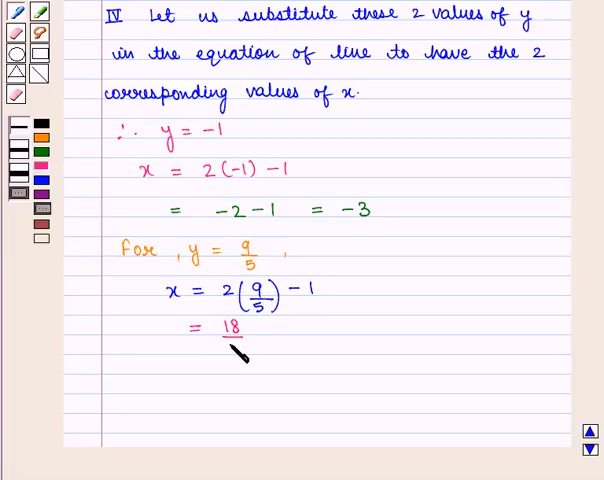 IV Let us substitute these 2 values of y
in the equation of line to have the 2
corresponding values of x.
∴ y = -1
x = 2(-1) -1
= -2 -1 = -3
For, y = 9/5,
x = 2(9/5) - 1
= 18